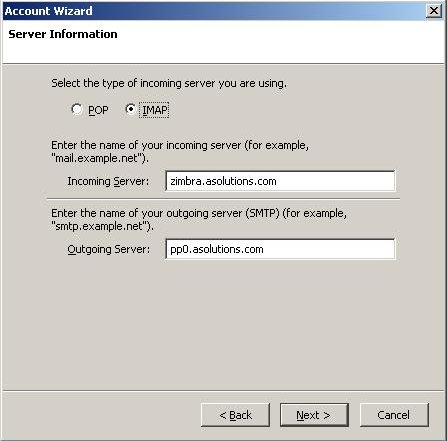 Account Wizard
Server Information
Select the type of incoming server you are using.
POP IMAP
Enter the name of your incoming server (for example,
"mail.example.net").
Incoming Server: zimbra.asolutions.com
Enter the name of your outgoing server (SMTP) (for example,
"smtp.example.net").
Outgoing Server: pp0.asolutions.com
< Back Next > Cancel